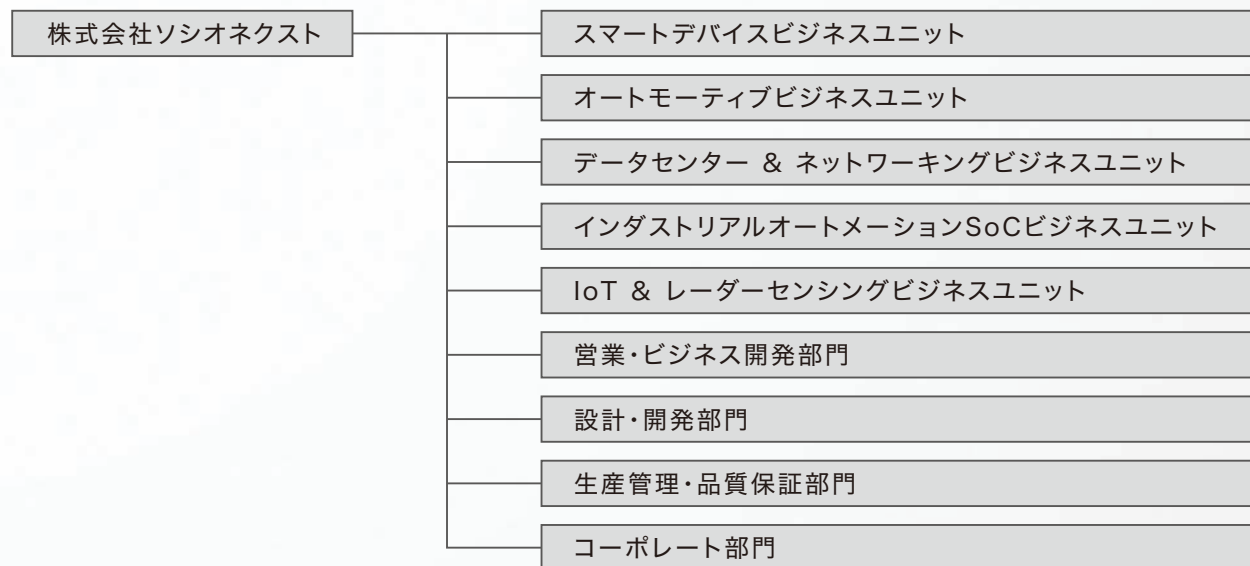 株式会社ソシオネクスト
スマートデバイスビジネスユニット
オートモーティブビジネスユニット
データセンター & ネットワーキングビジネスユニット
インダストリアルオートメーションSoCビジネスユニット
IoT & レーダーセンシングビジネスユニット
営業・ビジネス開発部門
設計・開発部門
生産管理・品質保証部門
コーポレート部門